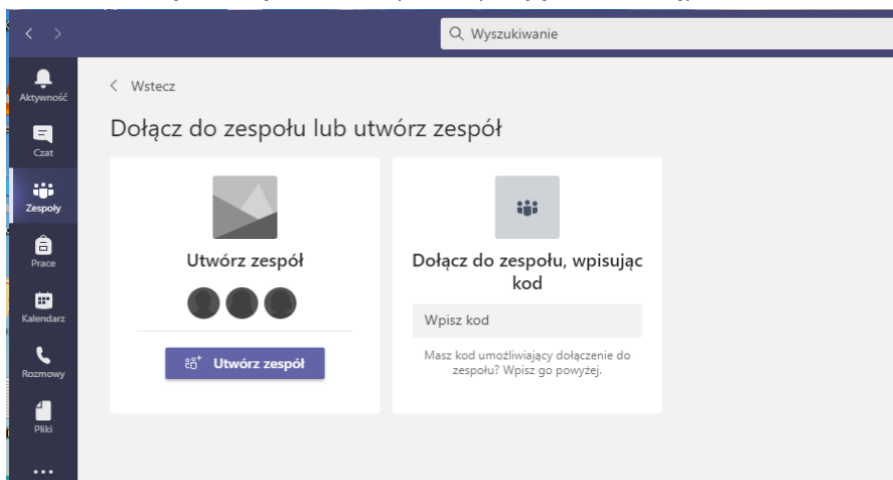 Wyszukiwanie
Aktywność
Czat
Zespoły
Prace
Kalendarz
Rozmowy
Pliki
Wstecz
Dołącz do zespołu lub utwórz zespół
Utwórz zespół
Utwórz zespół
Dołącz do zespołu, wpisując
kod
Wpisz kod
Masz kod umożliwiający dołączenie do
zespołu? Wpisz go powyżej.